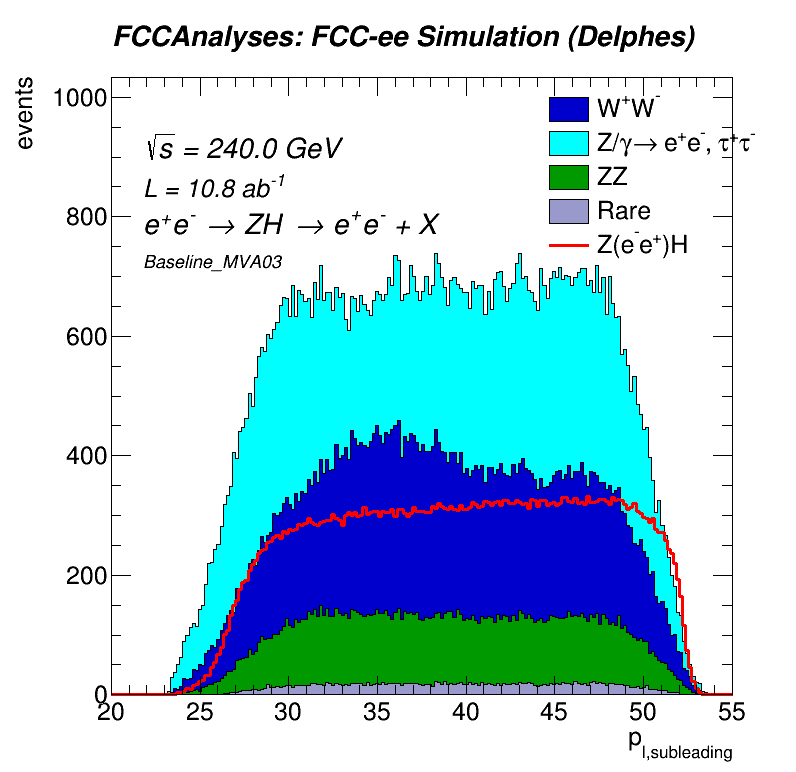 FCCAnalyses: FCC-ee Simulation (Delphes)
events
1000
800
600
400
200
0
√s = 240.0 GeV
L = 10.8 ab⁻¹
e⁺e⁻ → ZH → e⁺e⁻ + X
Baseline_MVA03
W⁺W⁻
Z/γ→ e⁺e⁻, τ⁺τ⁻
ZZ
Rare
Z(e⁻e⁺)H
20 25 30 35 40 45 50 55
p_l,subleading